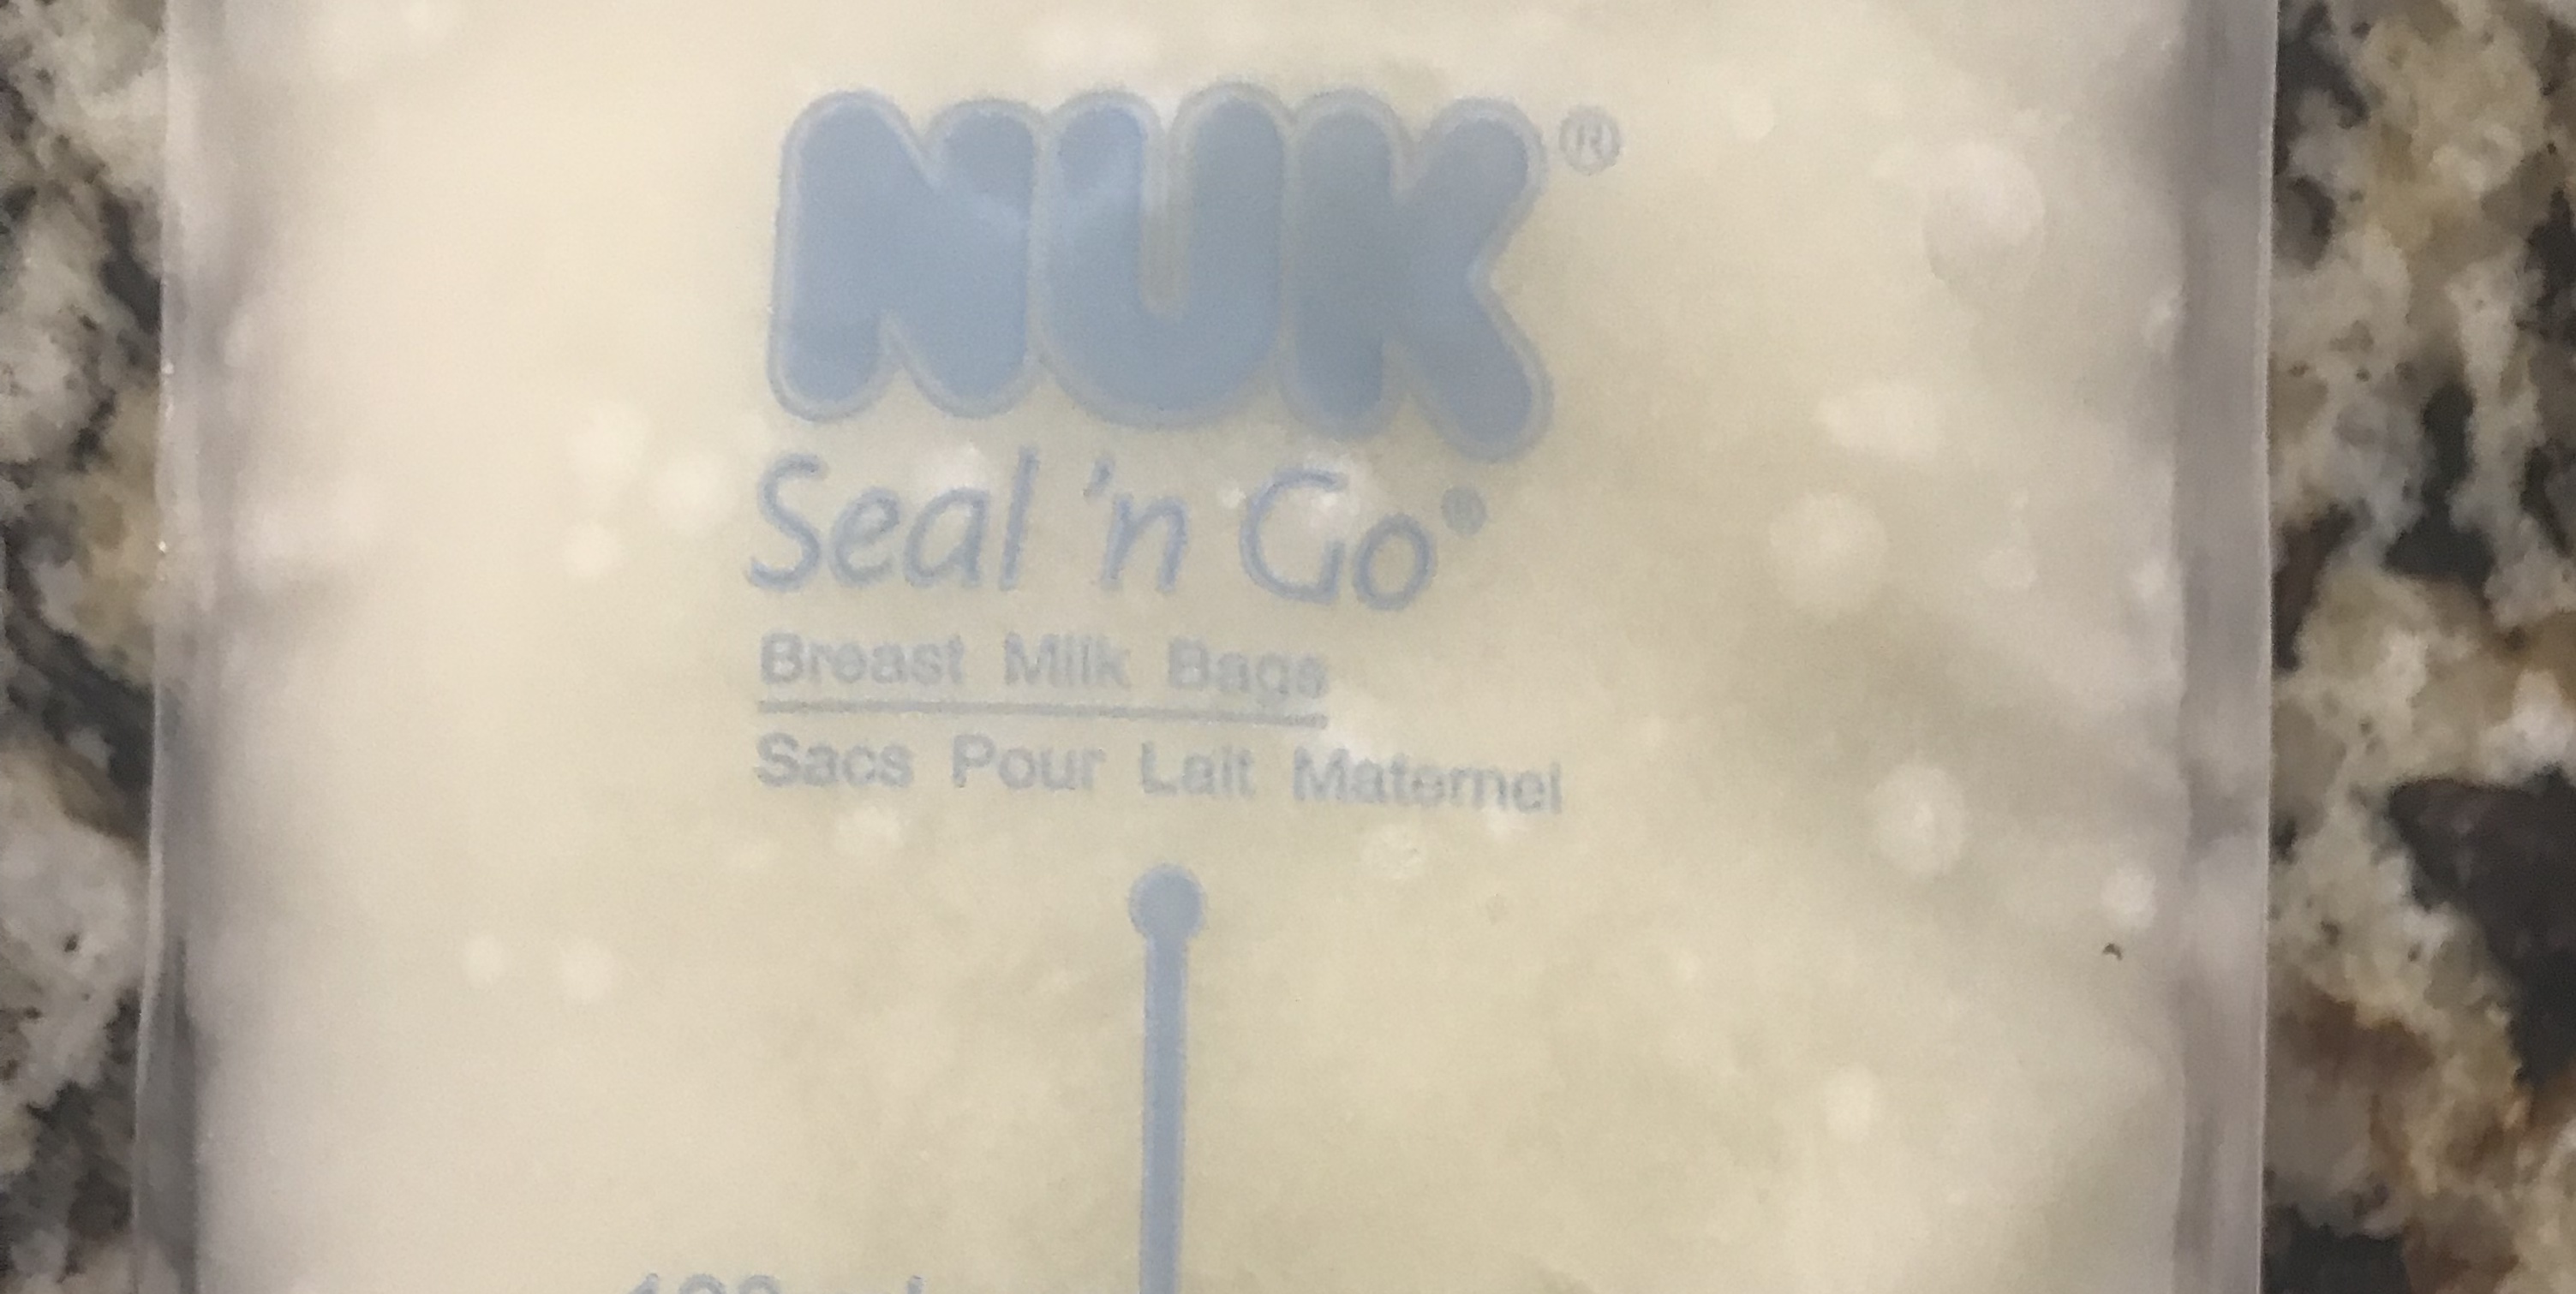 NUK®
Seal 'n Go®
Breast Milk Bags
Sacs Pour Lait Maternel